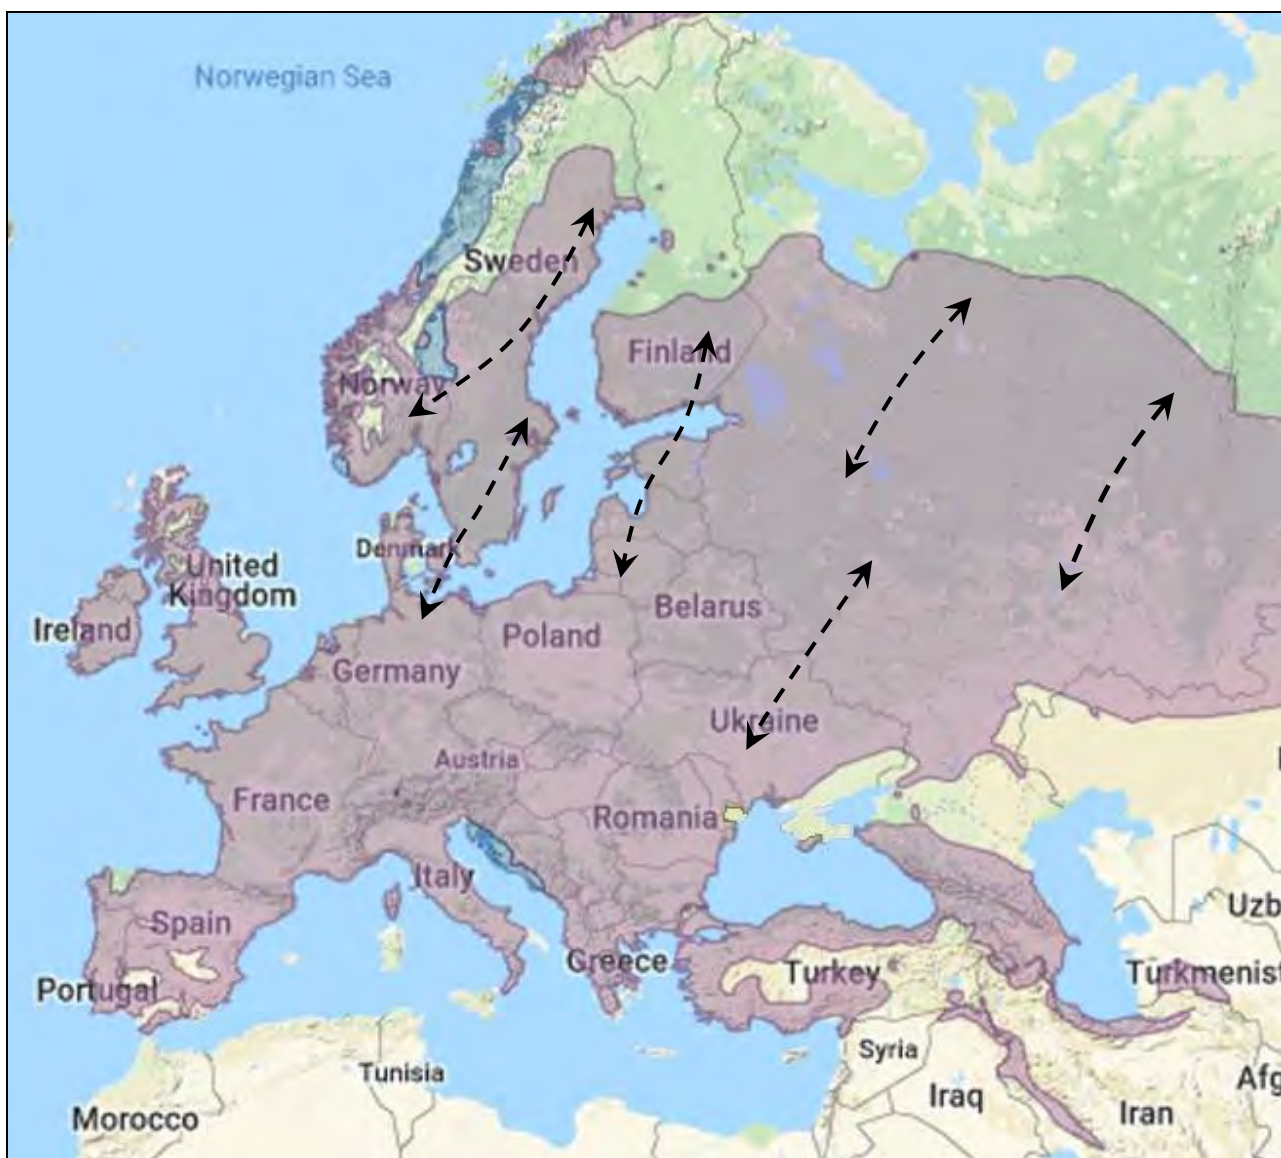 Norwegian Sea
Sweden
Finland
Norway
United
Kingdom
Denmark
Ireland
Belarus
Poland
Germany
Ukraine
Austria
France
Romania
Italy
Spain
Uzb
Greece
Portugal
Turkey
Turkmenist
Syria
Tunisia
Afg
Iraq
Iran
Morocco